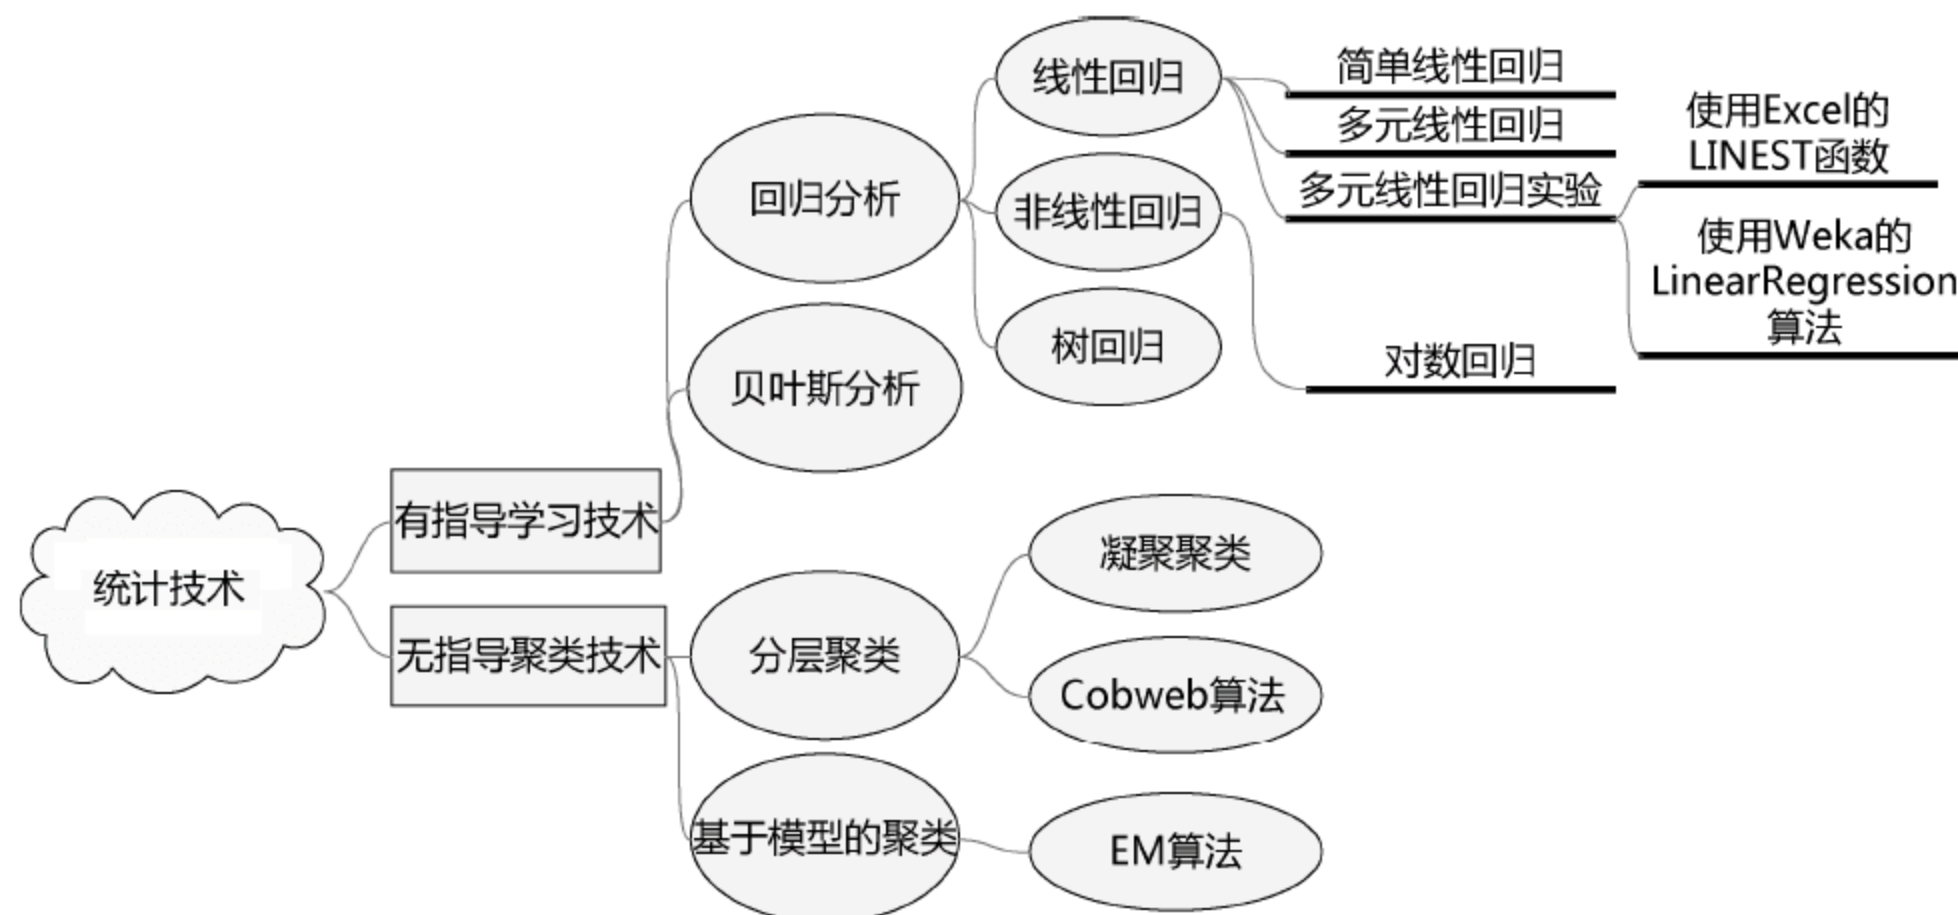 线性回归
简单线性回归
多元线性回归
多元线性回归实验
使用Excel的
LINEST函数
使用Weka的
LinearRegression
算法
回归分析
非线性回归
树回归
对数回归
贝叶斯分析
有指导学习技术
统计技术
无指导聚类技术
分层聚类
凝聚聚类
Cobweb算法
基于模型的聚类
EM算法